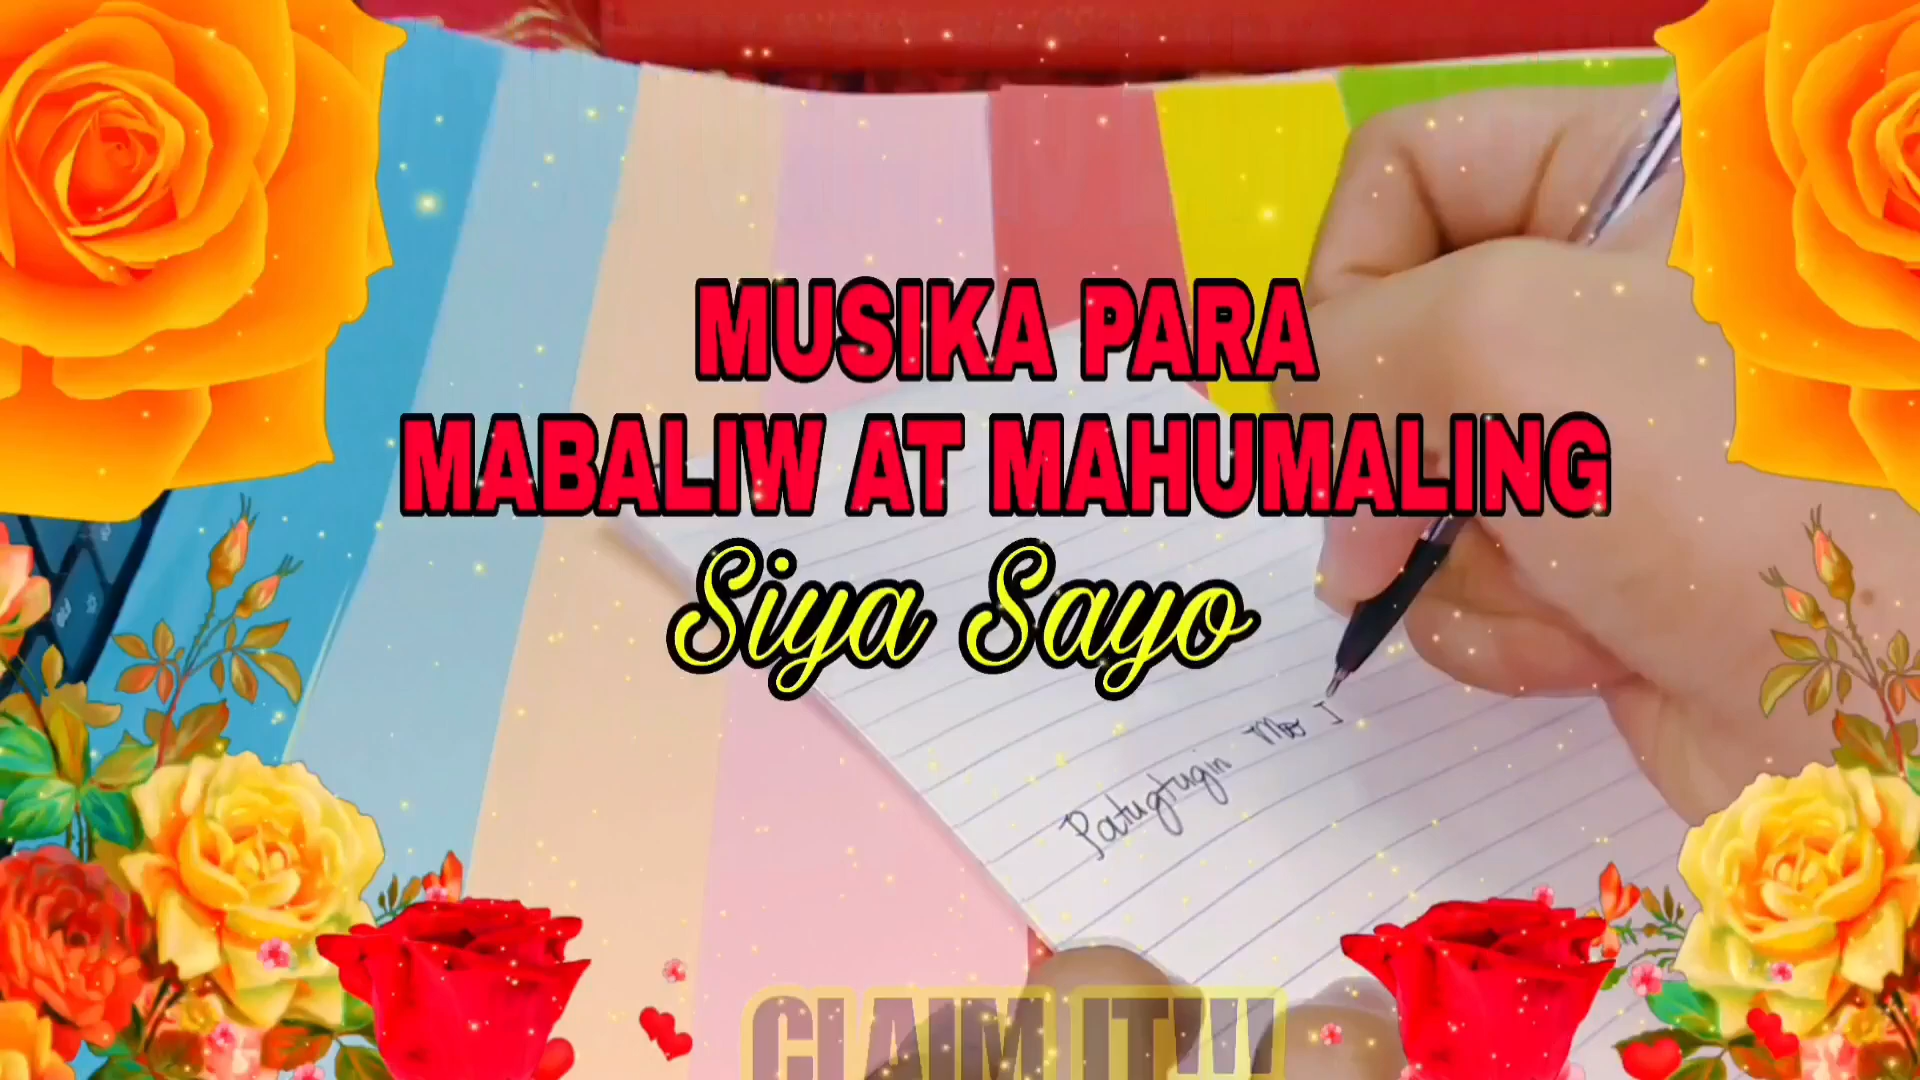 MUSIKA PARA
MABALIW AT MAHUMALING
Siya Sayo
Patugtugin Mo I
CLAIM IT!!